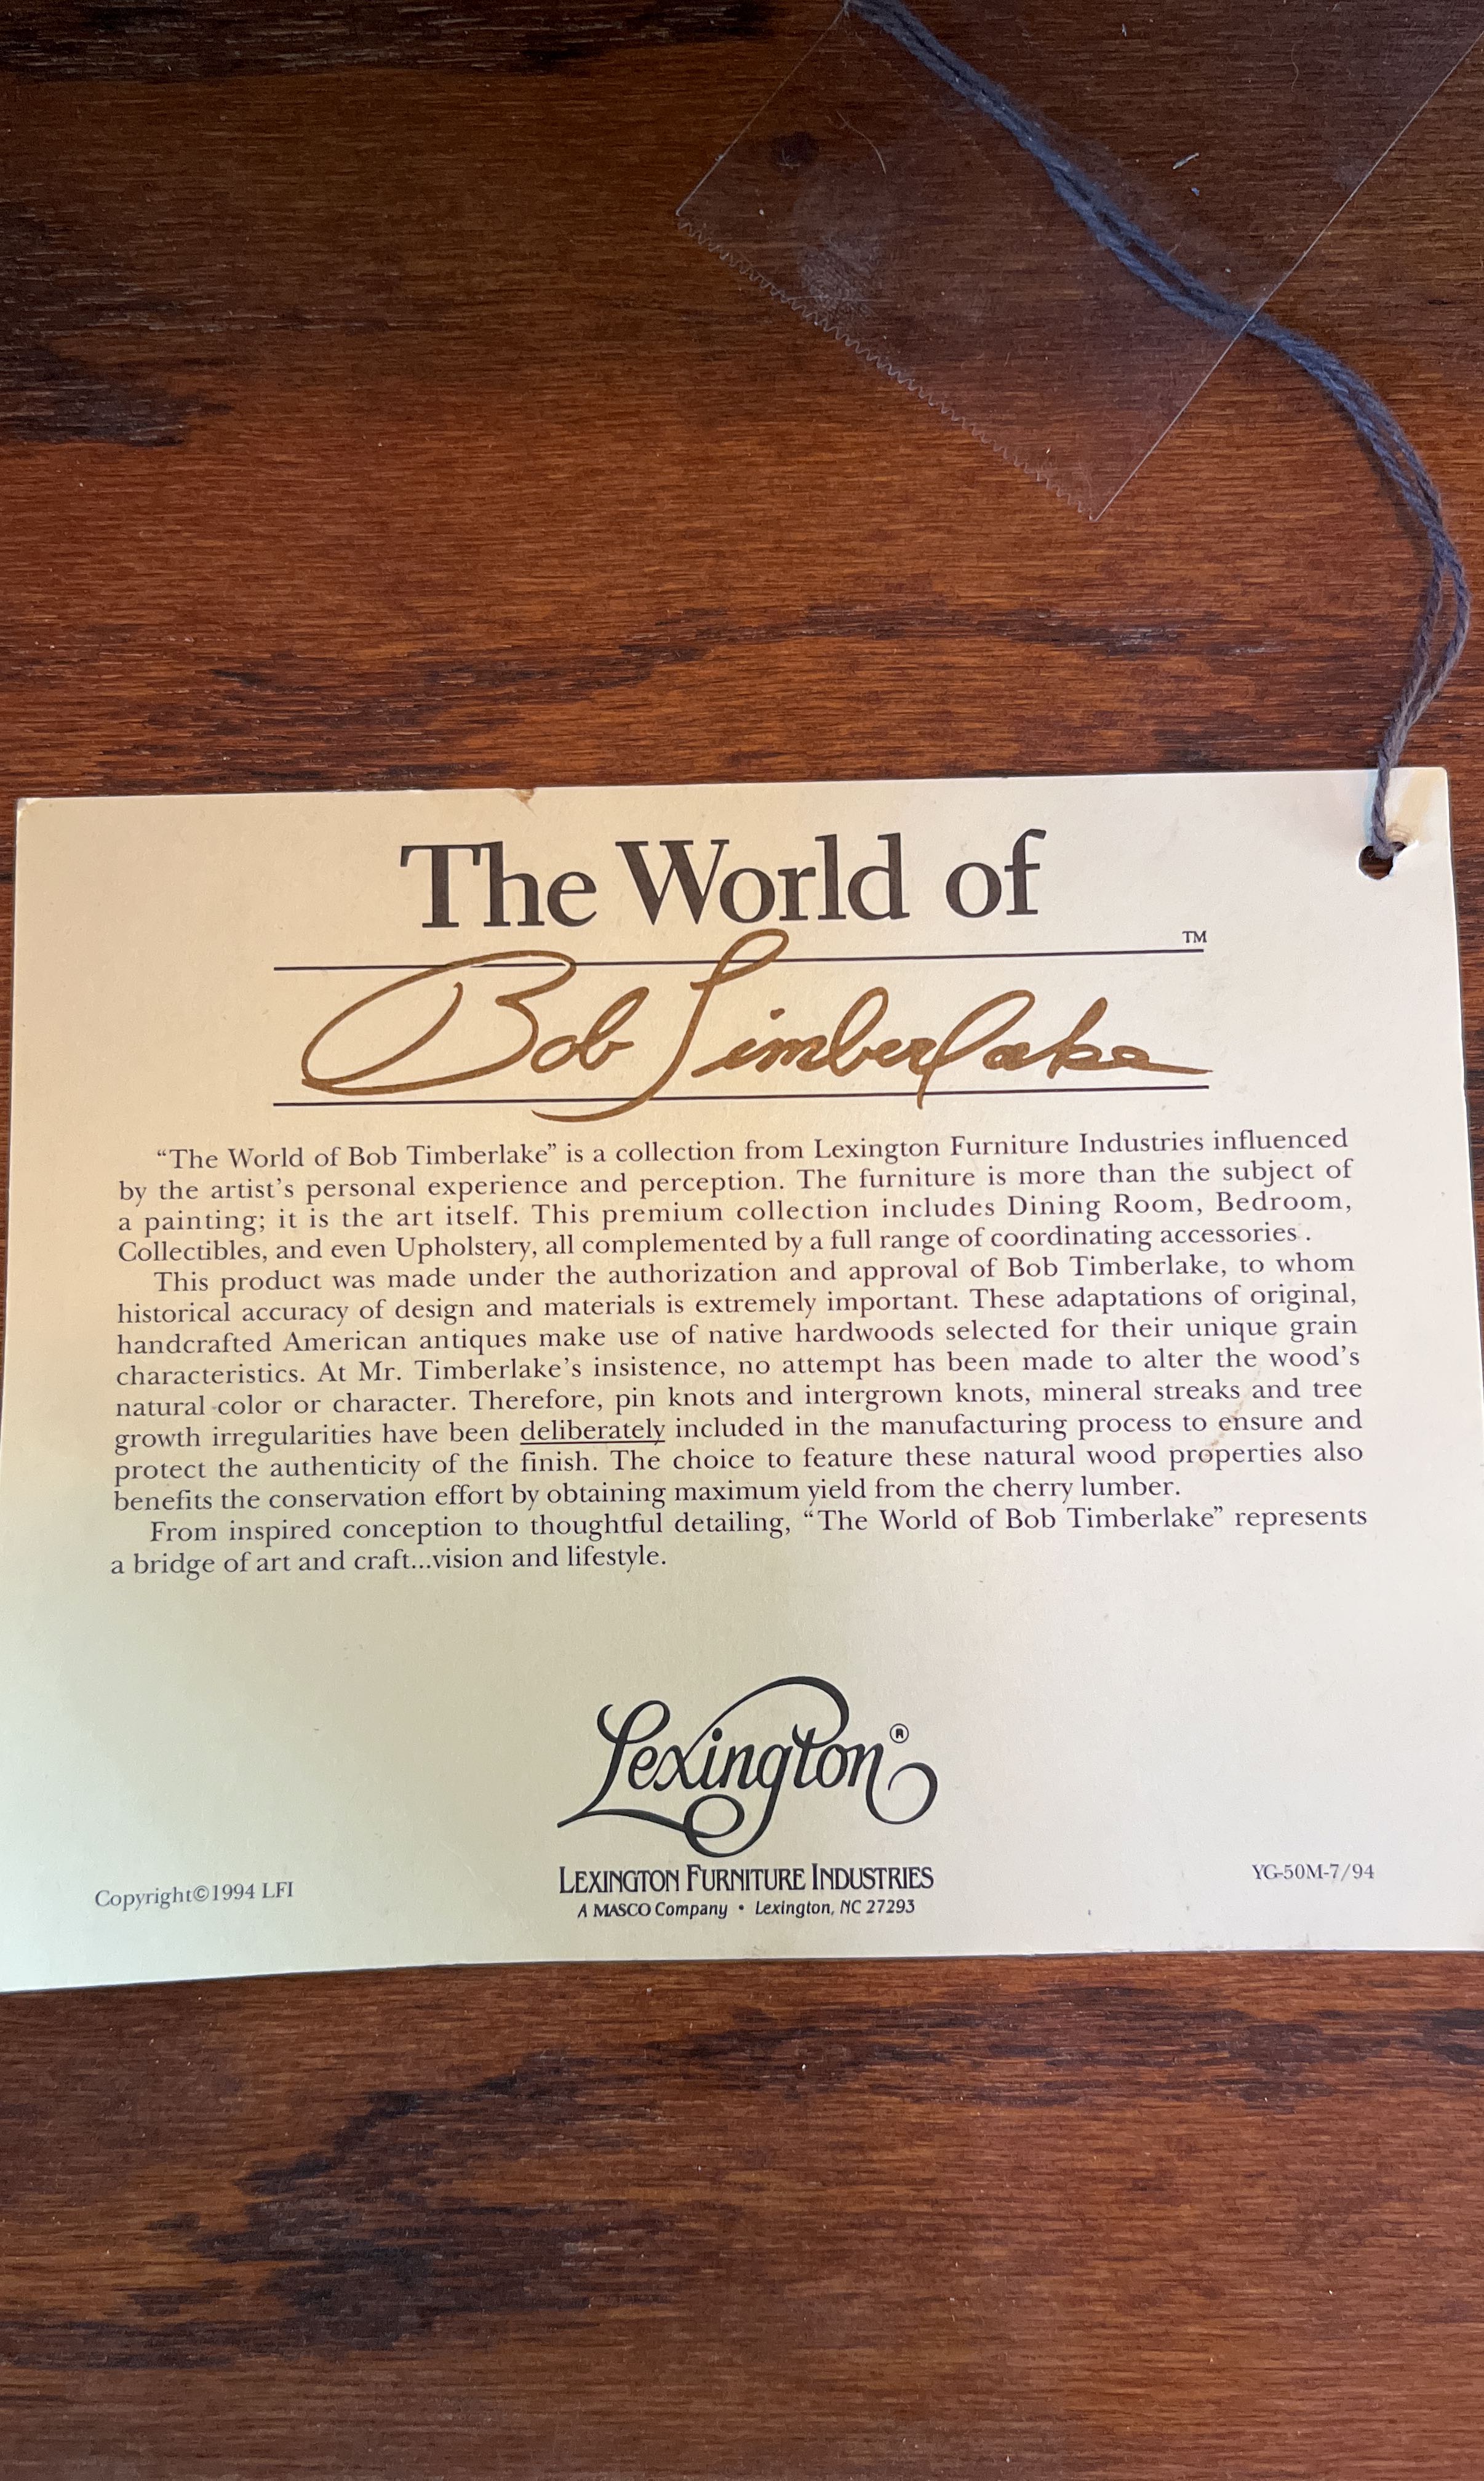 The World of
TM
Bob Timberlake
“The World of Bob Timberlake” is a collection from Lexington Furniture Industries influenced
by the artist’s personal experience and perception. The furniture is more than the subject of
a painting; it is the art itself. This premium collection includes Dining Room, Bedroom,
Collectibles, and even Upholstery, all complemented by a full range of coordinating accessories .
This product was made under the authorization and approval of Bob Timberlake, to whom
historical accuracy of design and materials is extremely important. These adaptations of original,
handcrafted American antiques make use of native hardwoods selected for their unique grain
characteristics. At Mr. Timberlake’s insistence, no attempt has been made to alter the wood’s
natural color or character. Therefore, pin knots and intergrown knots, mineral streaks and tree
growth irregularities have been deliberately included in the manufacturing process to ensure and
protect the authenticity of the finish. The choice to feature these natural wood properties also
benefits the conservation effort by obtaining maximum yield from the cherry lumber.
From inspired conception to thoughtful detailing, “The World of Bob Timberlake” represents
a bridge of art and craft...vision and lifestyle.
Lexington®
LEXINGTON FURNITURE INDUSTRIES
A MASCO Company • Lexington, NC 27293
Copyright©1994 LFI
YG-50M-7/94